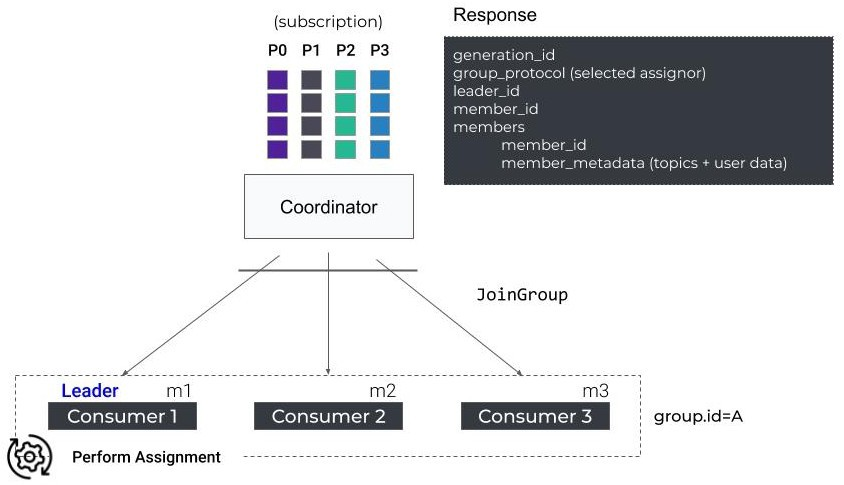 (subscription)
P0 P1 P2 P3
Response
generation_id
group_protocol (selected assignor)
leader_id
member_id
members
member_id
member_metadata (topics + user data)
Coordinator
JoinGroup
Leader m1 m2 m3
Consumer 1 Consumer 2 Consumer 3
group.id=A
Perform Assignment